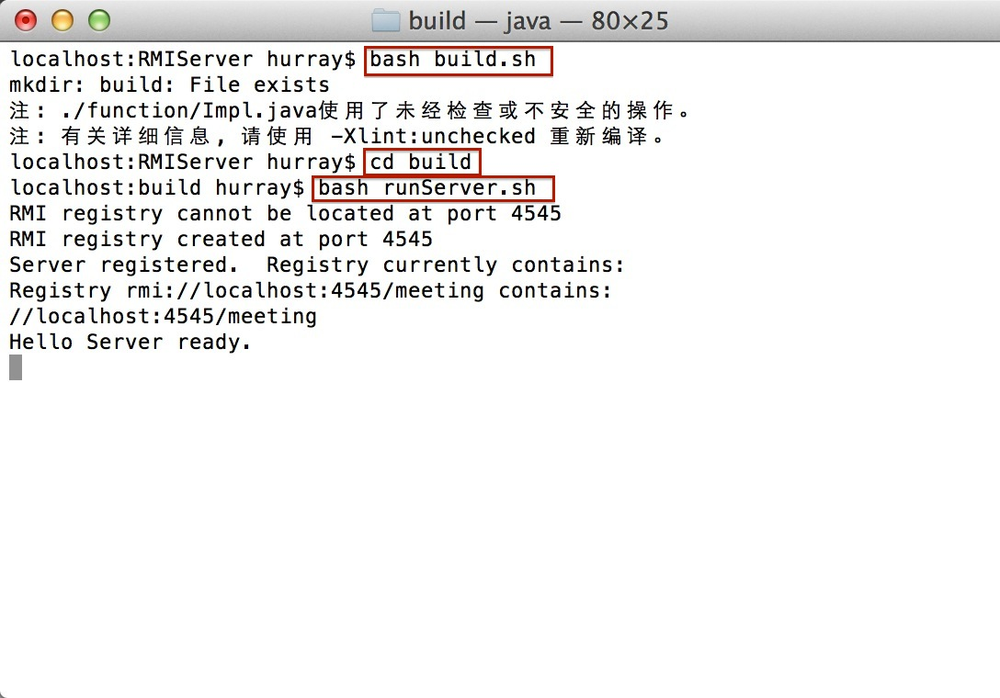 build — java — 80×25
localhost:RMIServer hurray$ bash build.sh
mkdir: build: File exists
注: ./function/Impl.java使用了未经检查或不安全的操作。
注: 有关详细信息, 请使用 -Xlint:unchecked 重新编译。
localhost:RMIServer hurray$ cd build
localhost:build hurray$ bash runServer.sh
RMI registry cannot be located at port 4545
RMI registry created at port 4545
Server registered.  Registry currently contains:
Registry rmi://localhost:4545/meeting contains:
//localhost:4545/meeting
Hello Server ready.